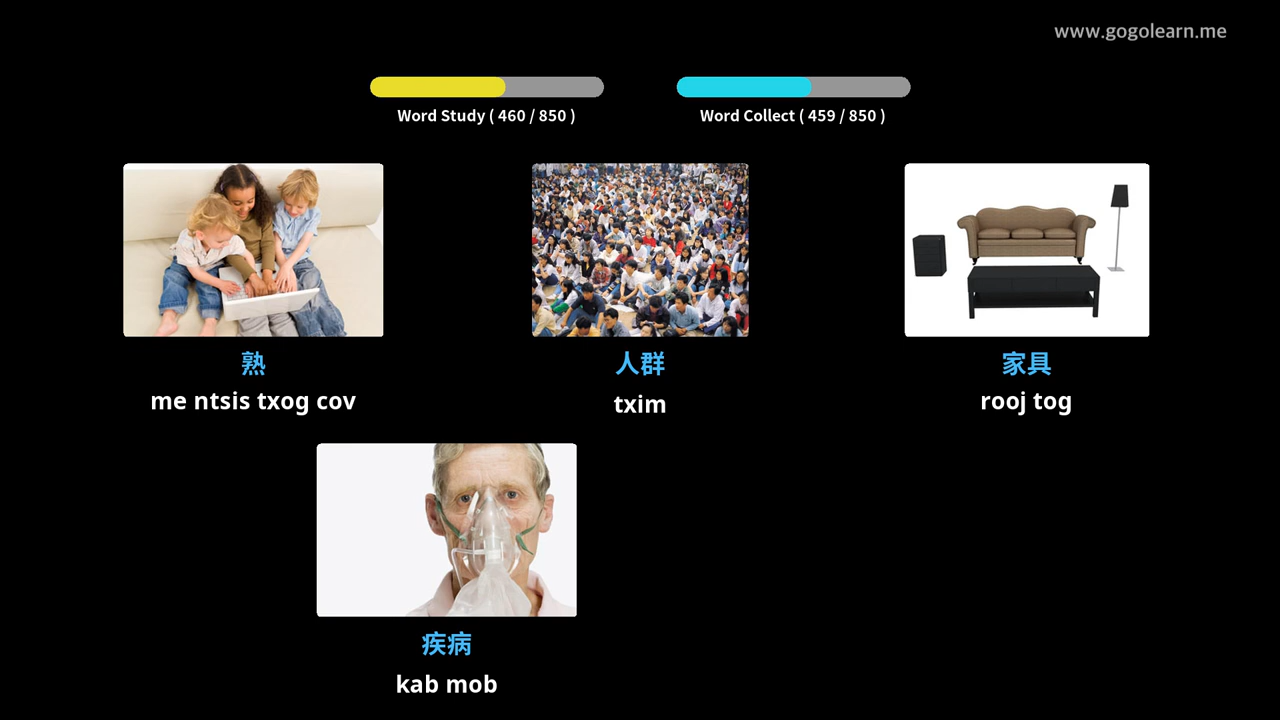 www.gogolearn.me
Word Study ( 460 / 850 )
Word Collect ( 459 / 850 )
熟
me ntsis txog cov
人群
txim
家具
rooj tog
疾病
kab mob